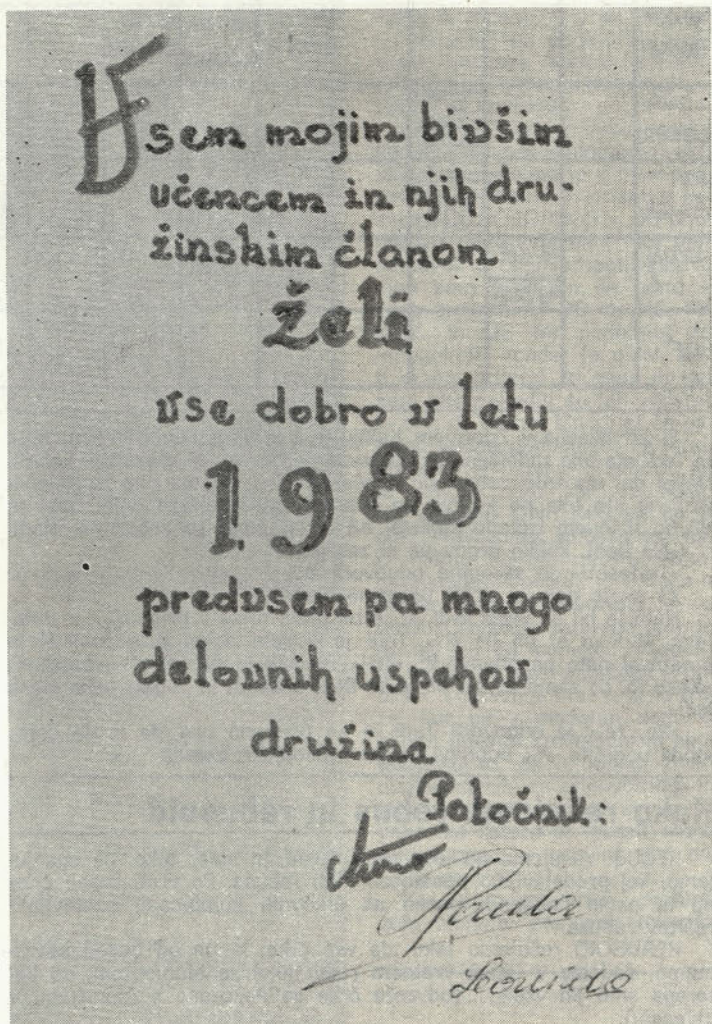 Vsem mojim bivšim
učencem in njih dru-
žinskim članom
želi
vse dobro v letu
1983
predvsem pa mnogo
delovnih uspehov
družina
Potočnik: